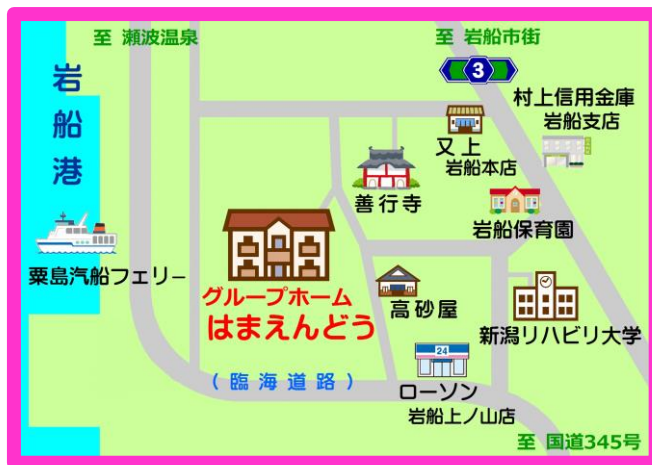 至 瀬波温泉
至 岩船市街
3
岩船港
村上信用金庫
岩船支店
又上
岩船本店
善行寺
岩船保育園
粟島汽船フェリー
グループホーム
はまえんどう
高砂屋
新潟リハビリ大学
24
(臨海道路)
ローソン
岩船上ノ山店
至 国道345号